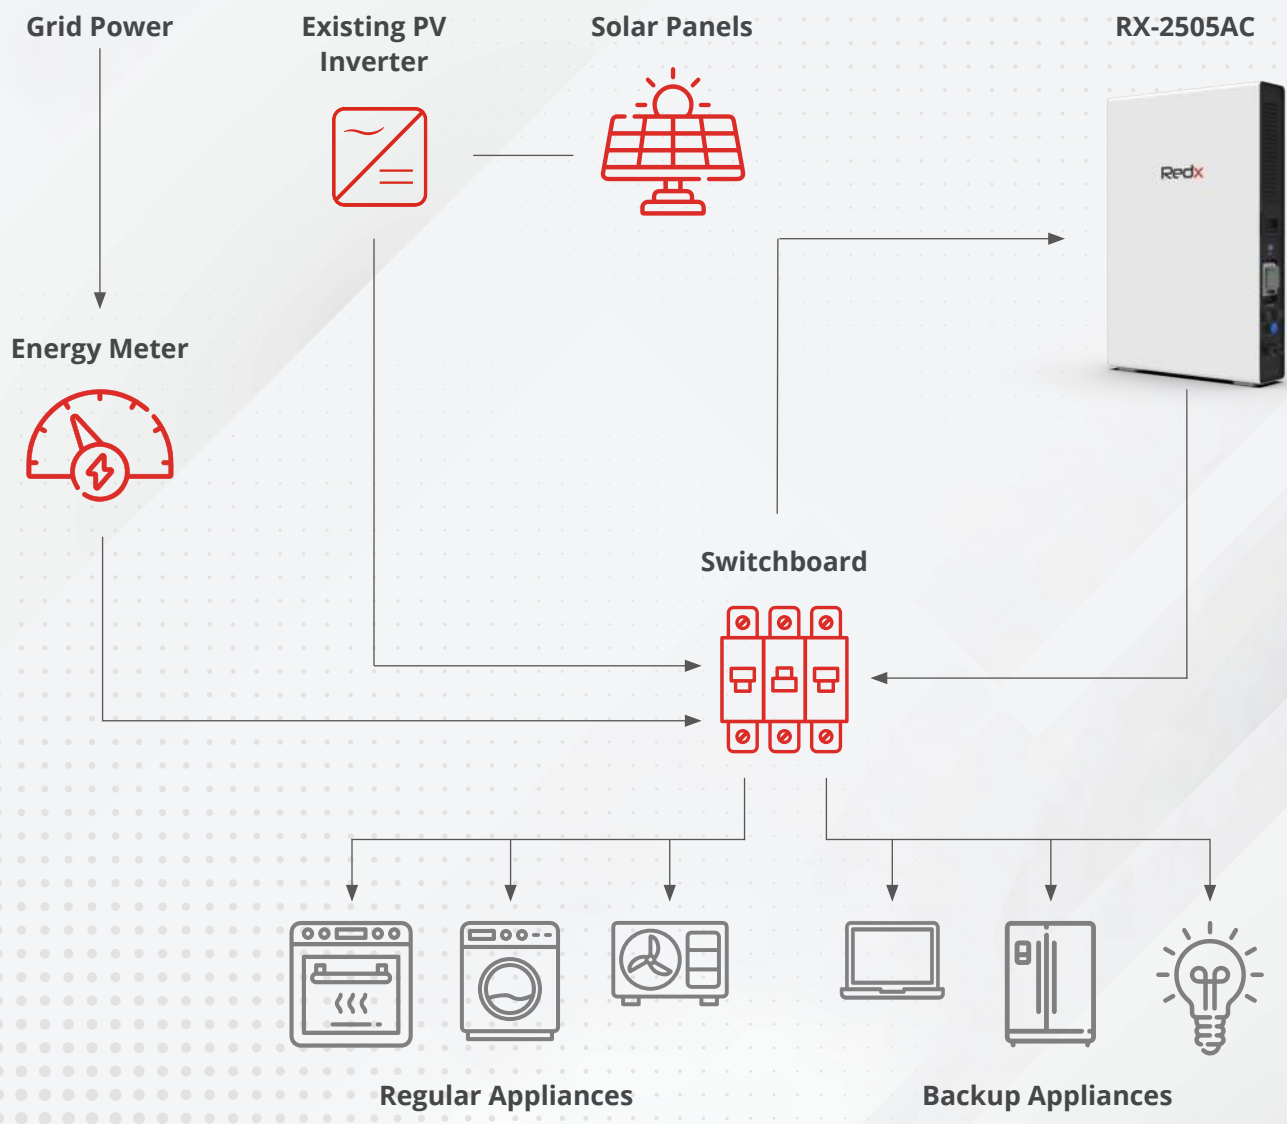 Grid Power
Existing PV
Inverter
Solar Panels
RX-2505AC
Redx
Energy Meter
Switchboard
Regular Appliances
Backup Appliances